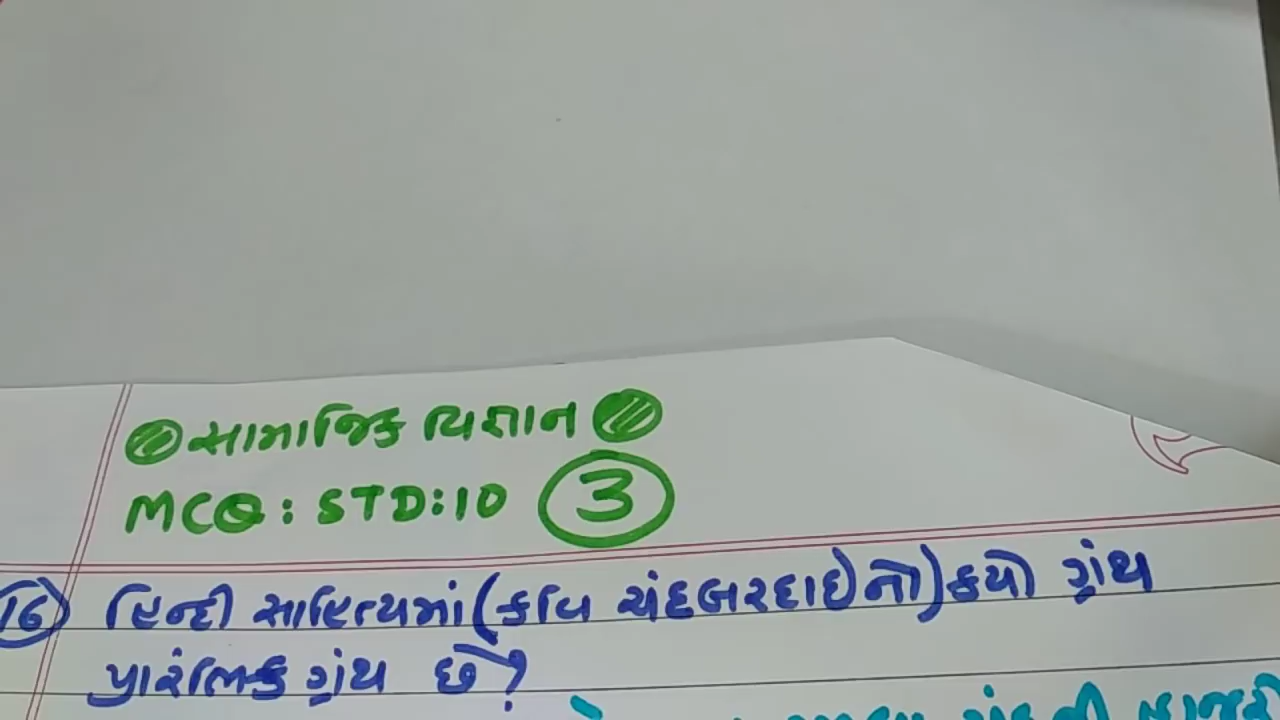 સામાજિક વિજ્ઞાન
MCQ: STD:10 3
16 હિન્દી સાહિત્યમાં (કવિ ચંદબરદાઈનો) કયો ગ્રંથ
પ્રારંભિક ગ્રંથ છે?